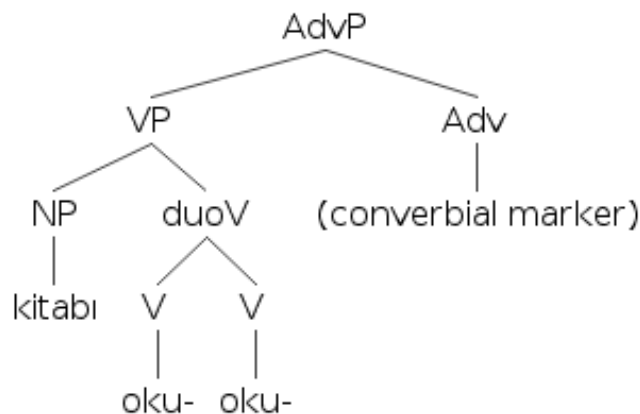 AdvP
VP Adv
NP duoV (converbial marker)
kitabı V V
oku- oku-